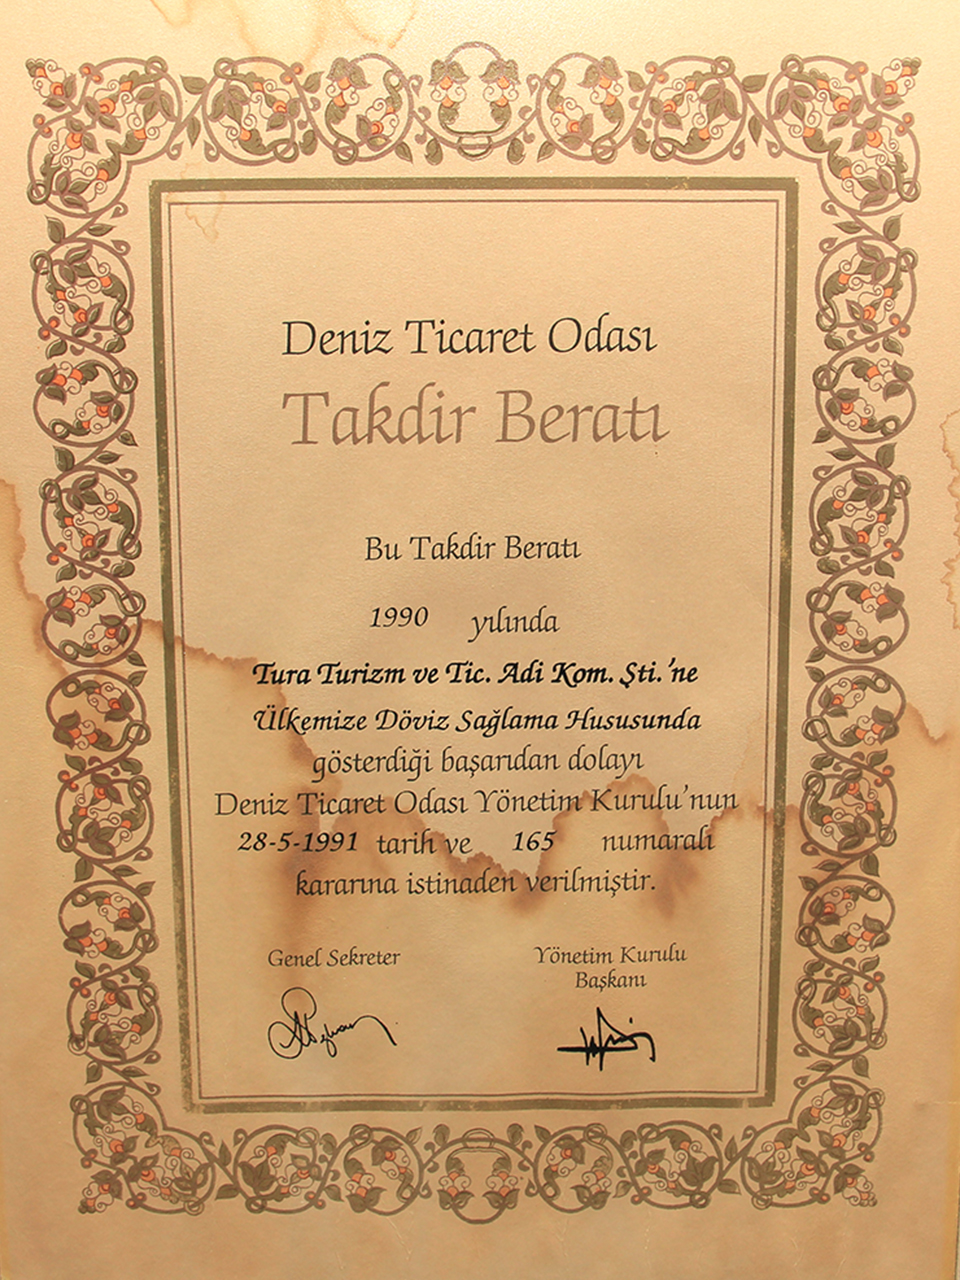 Deniz Ticaret Odası
Takdir Beratı
Bu Takdir Beratı
1990 yılında
Tura Turizm ve Tic. Adi Kom. Şti.'ne
Ülkemize Döviz Sağlama Hususunda
gösterdiği başarıdan dolayı
Deniz Ticaret Odası Yönetim Kurulu'nun
28-5-1991 tarih ve 165 numaralı
kararına istinaden verilmiştir.
Genel Sekreter
Yönetim Kurulu
Başkanı